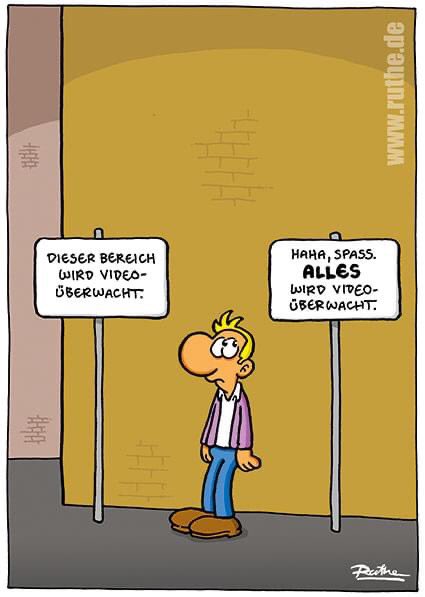 www.ruthe.de
DIESER BEREICH
WIRD VIDEO-
ÜBERWACHT.
HAHA, SPASS.
ALLES
WIRD VIDEO-
ÜBERWACHT.
Ruthe